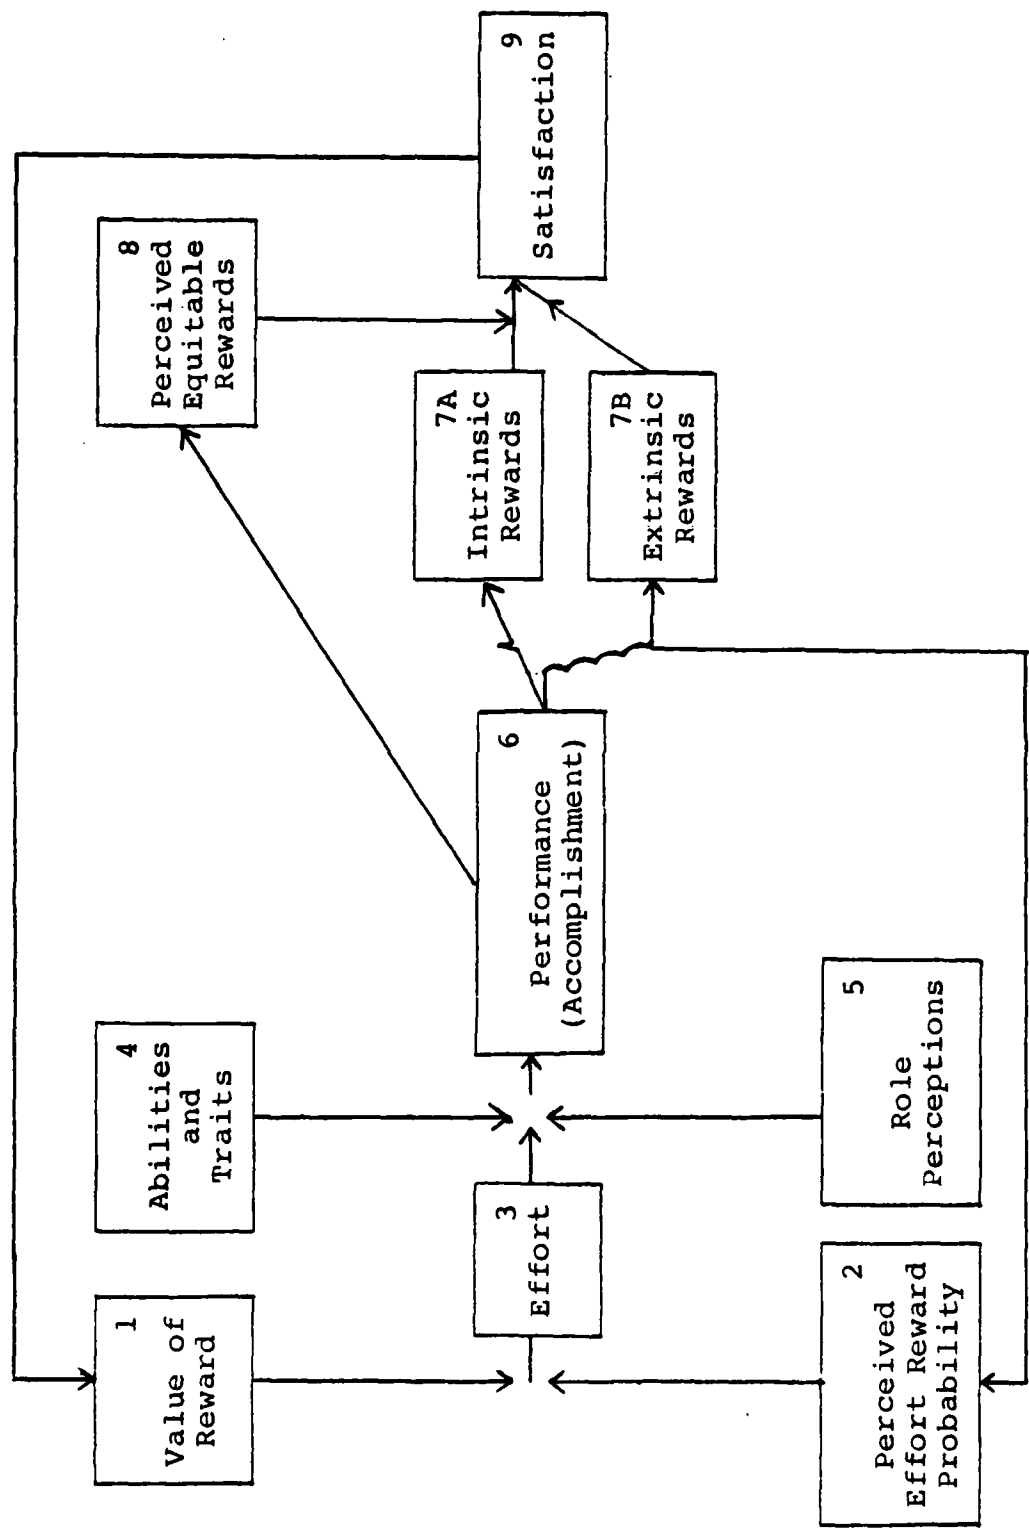 1
Value of
Reward
2
Perceived
Effort Reward
Probability
3
Effort
4
Abilities
and
Traits
5
Role
Perceptions
6
Performance
(Accomplishment)
7A
Intrinsic
Rewards
7B
Extrinsic
Rewards
8
Perceived
Equitable
Rewards
9
Satisfaction